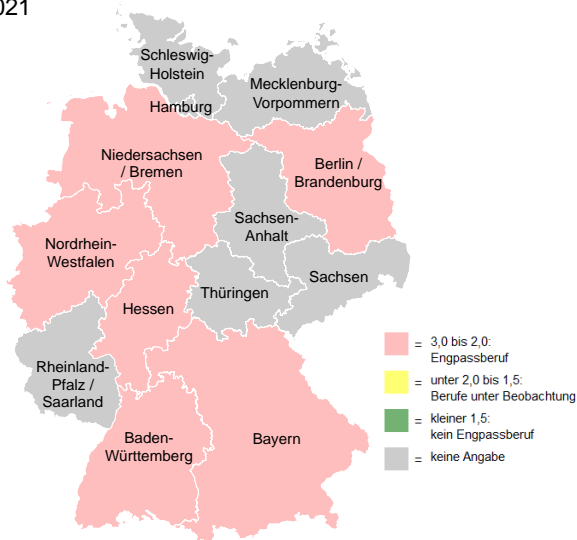 021
Schleswig-
Holstein
Mecklenburg-
Vorpommern
Hamburg
Niedersachsen
/ Bremen
Berlin /
Brandenburg
Sachsen-
Anhalt
Nordrhein-
Westfalen
Sachsen
Thüringen
Hessen
= 3,0 bis 2,0:
Engpassberuf
Rheinland-
Pfalz /
Saarland
= unter 2,0 bis 1,5:
Berufe unter Beobachtung
= kleiner 1,5:
kein Engpassberuf
Baden-
Württemberg
Bayern
= keine Angabe